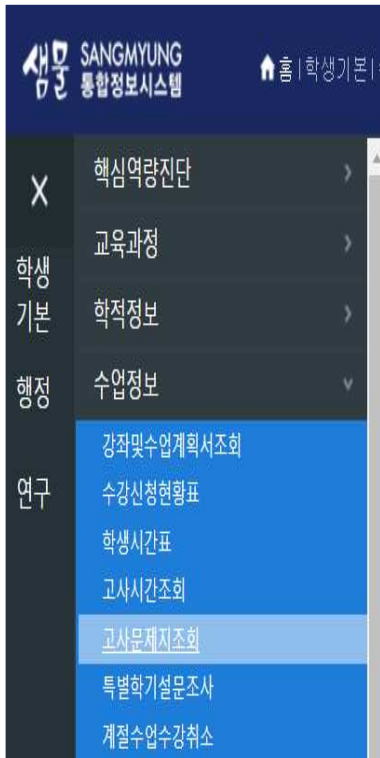 샘물 SANGMYUNG
통합정보시스템
홈 | 학생기본 |
X
학생
기본
행정
연구
핵심역량진단
교육과정
학적정보
수업정보
강좌및수업계획서조회
수강신청현황표
학생시간표
고사시간조회
고사문제지조회
특별학기설문조사
계절수업수강취소